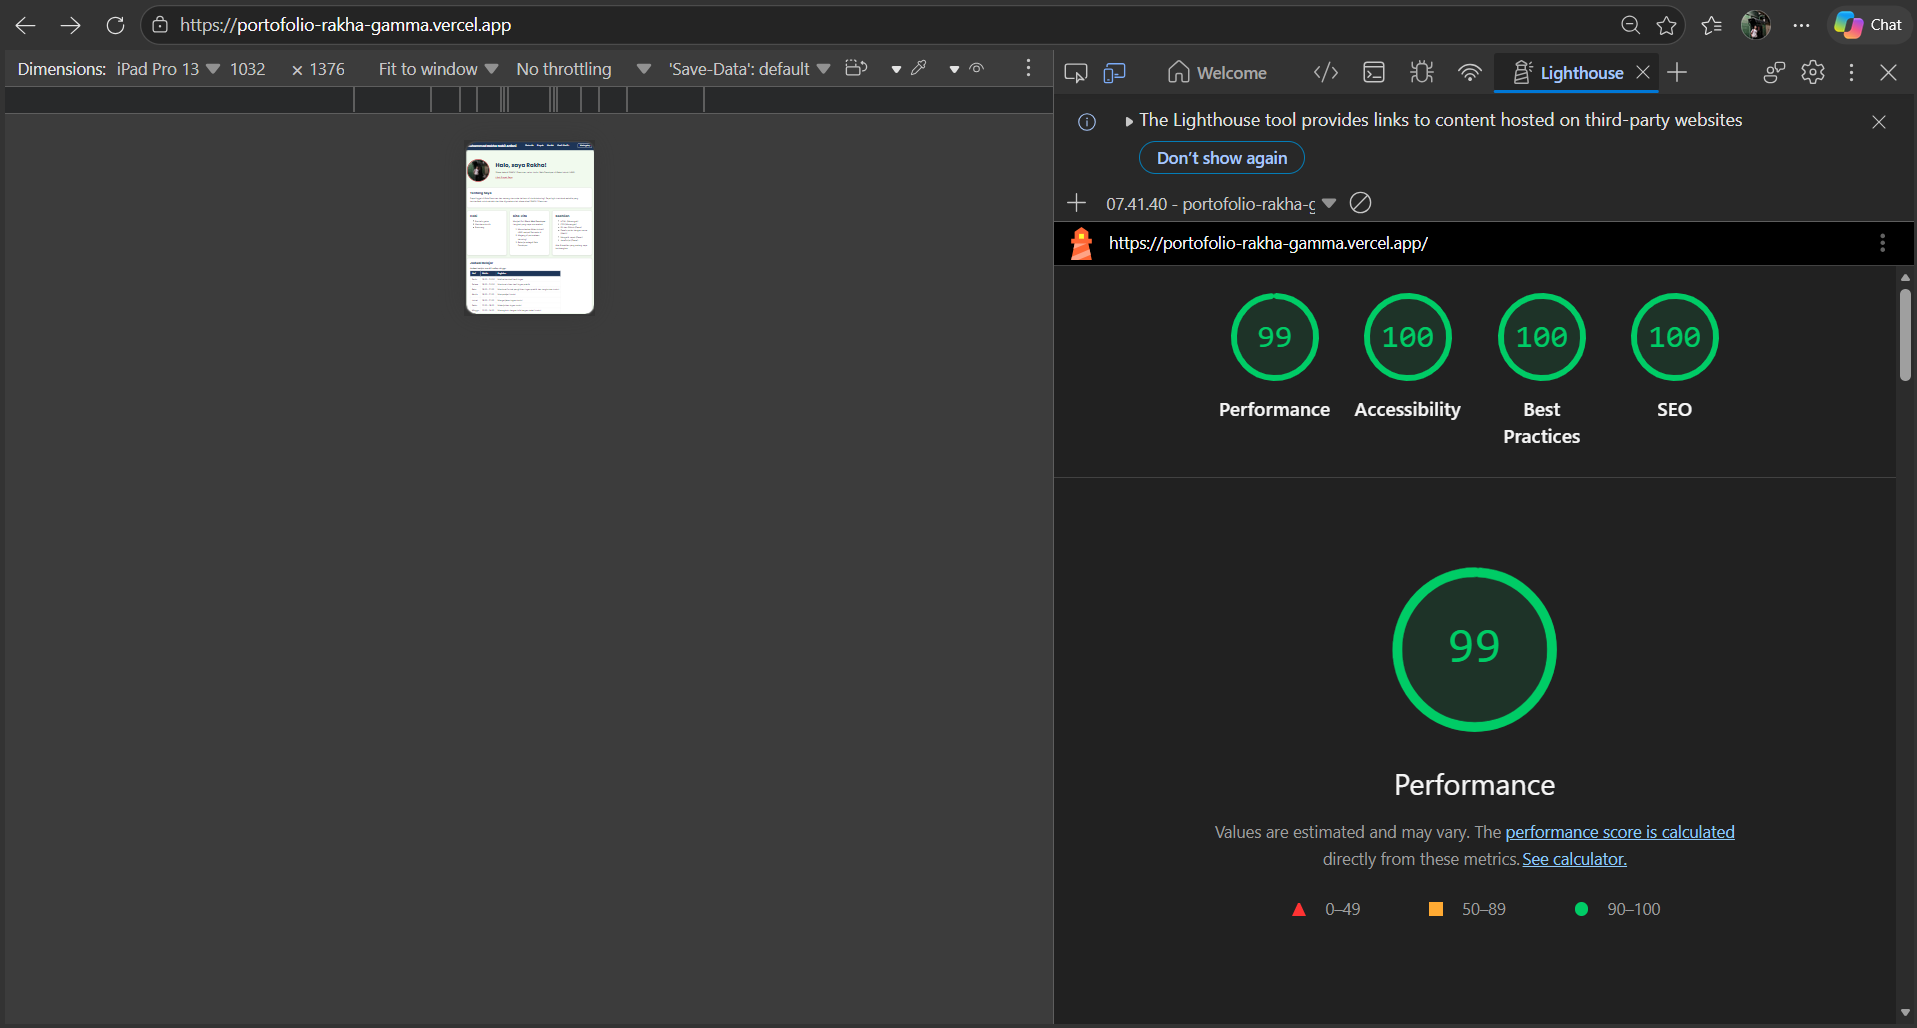 https://portofolio-rakha-gamma.vercel.app
Chat
Dimensions: iPad Pro 13 1032 × 1376 Fit to window No throttling 'Save-Data': default
Welcome
Lighthouse
The Lighthouse tool provides links to content hosted on third-party websites
Don't show again
07.41.40 - portofolio-rakha-g
https://portofolio-rakha-gamma.vercel.app/
99 100 100 100
Performance Accessibility Best Practices SEO
Halo, saya Rakha!
99
Performance
Values are estimated and may vary. The performance score is calculated
directly from these metrics. See calculator.
0–49 50–89 90–100